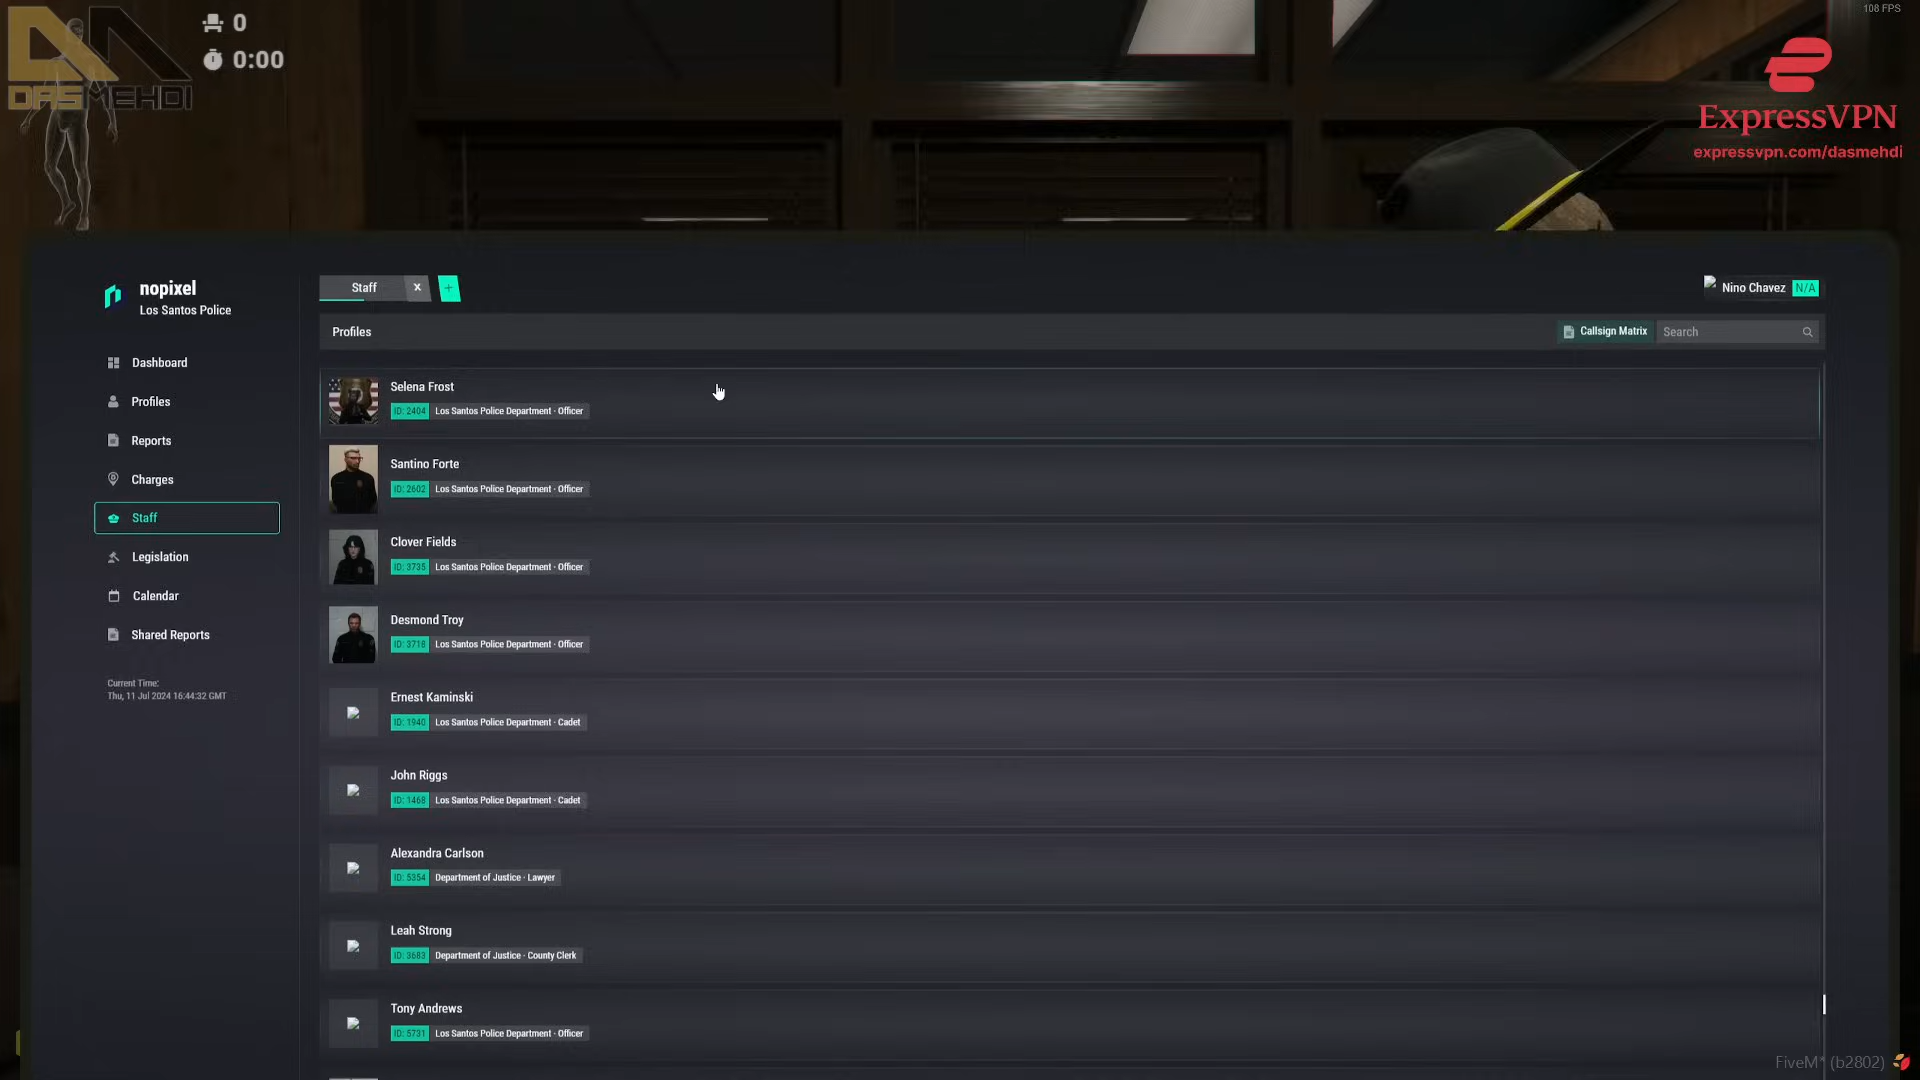 108 FPS
0
0:00
DASMEHDI
ExpressVPN
expressvpn.com/dasmehdi
nopixel
Los Santos Police
Staff x +
Nino Chavez N/A
Profiles
Callsign Matrix
Search
Dashboard
Profiles
Reports
Charges
Staff
Legislation
Calendar
Shared Reports
Current Time:
Thu, 11 Jul 2024 16:44:32 GMT
Selena Frost
ID: 2404 Los Santos Police Department · Officer
Santino Forte
ID: 2602 Los Santos Police Department · Officer
Clover Fields
ID: 3735 Los Santos Police Department · Officer
Desmond Troy
ID: 3718 Los Santos Police Department · Officer
Ernest Kaminski
ID: 1940 Los Santos Police Department · Cadet
John Riggs
ID: 1468 Los Santos Police Department · Cadet
Alexandra Carlson
ID: 5354 Department of Justice · Lawyer
Leah Strong
ID: 3683 Department of Justice · County Clerk
Tony Andrews
ID: 5731 Los Santos Police Department · Officer
FiveM* (b2802)